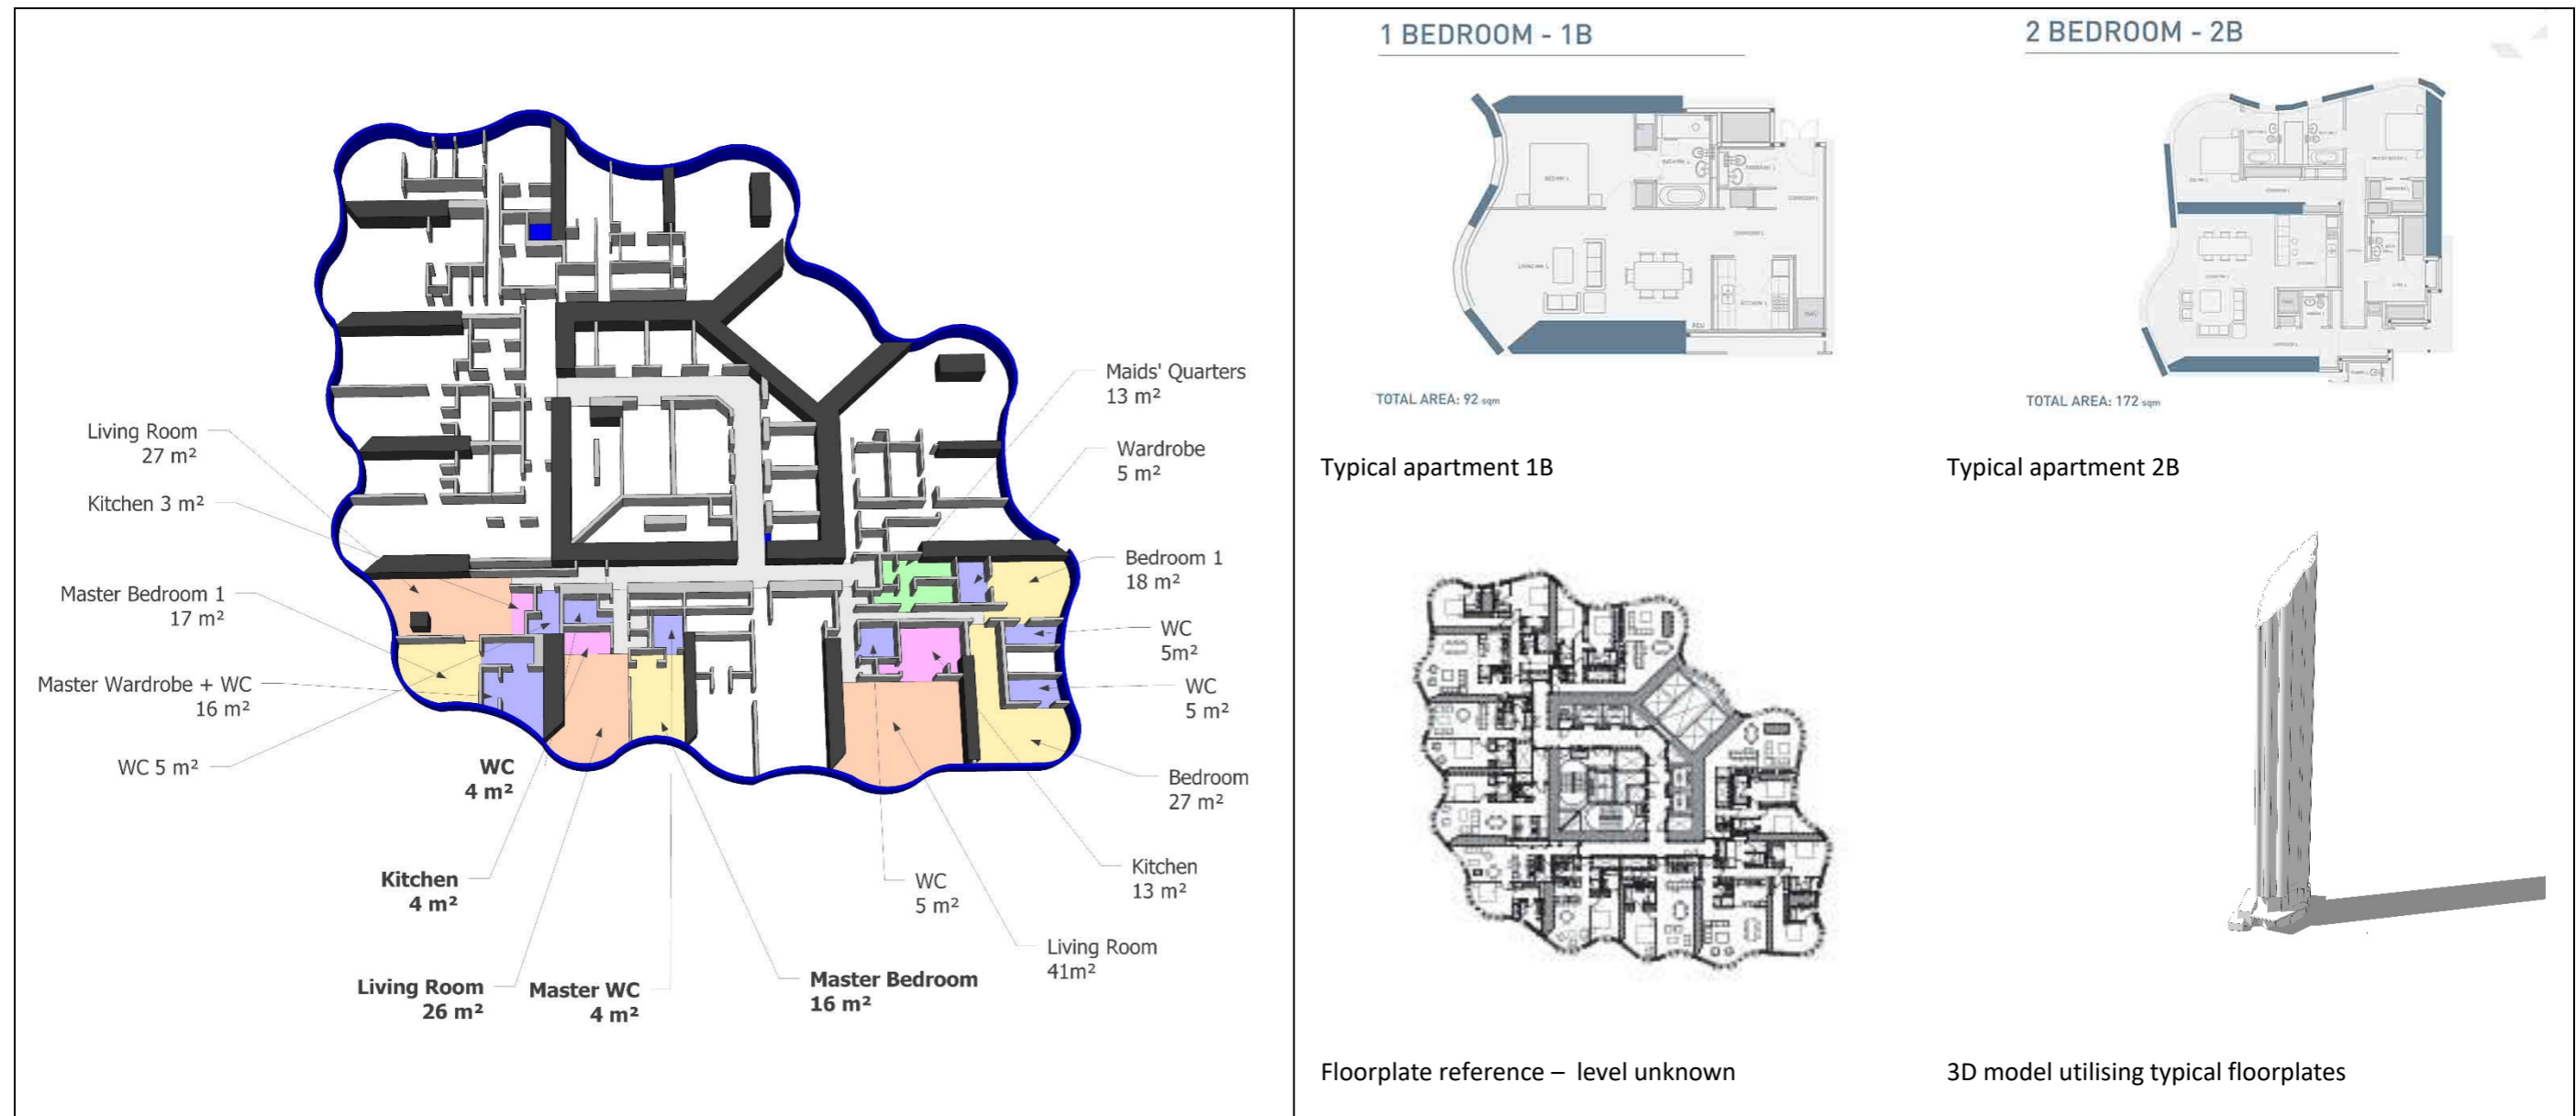 Living Room
27 m²
Kitchen 3 m²
Master Bedroom 1
17 m²
Master Wardrobe + WC
16 m²
WC 5 m²
WC
4 m²
Kitchen
4 m²
Living Room
26 m²
Master WC
4 m²
Master Bedroom
16 m²
Maids' Quarters
13 m²
Wardrobe
5 m²
Bedroom 1
18 m²
WC
5m²
WC
5 m²
Bedroom
27 m²
Kitchen
13 m²
WC
5 m²
Living Room
41m²
1 BEDROOM - 1B
TOTAL AREA: 92 sqm
Typical apartment 1B
2 BEDROOM - 2B
TOTAL AREA: 172 sqm
Typical apartment 2B
Floorplate reference – level unknown
3D model utilising typical floorplates